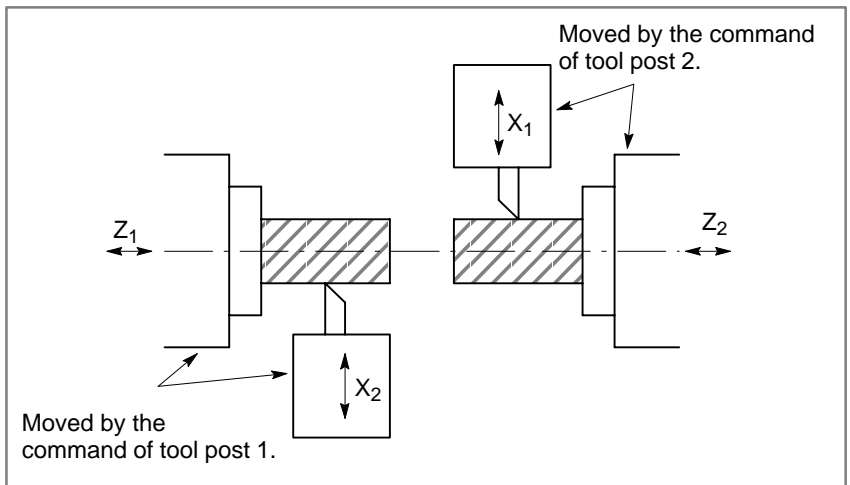 Moved by the command
of tool post 2.
X₁
Z₁
Z₂
X₂
Moved by the
command of tool post 1.